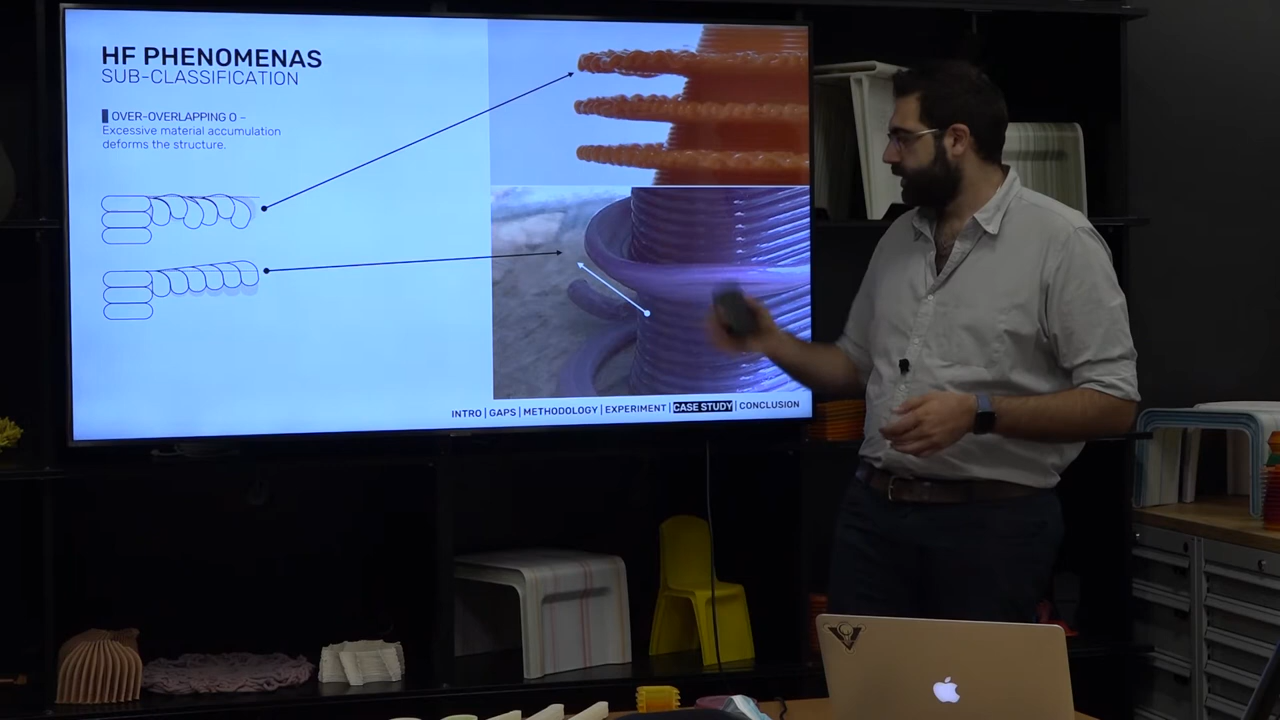 HF PHENOMENAS
SUB-CLASSIFICATION
OVER-OVERLAPPING O –
Excessive material accumulation
deforms the structure.
INTRO | GAPS | METHODOLOGY | EXPERIMENT | CASE STUDY | CONCLUSION